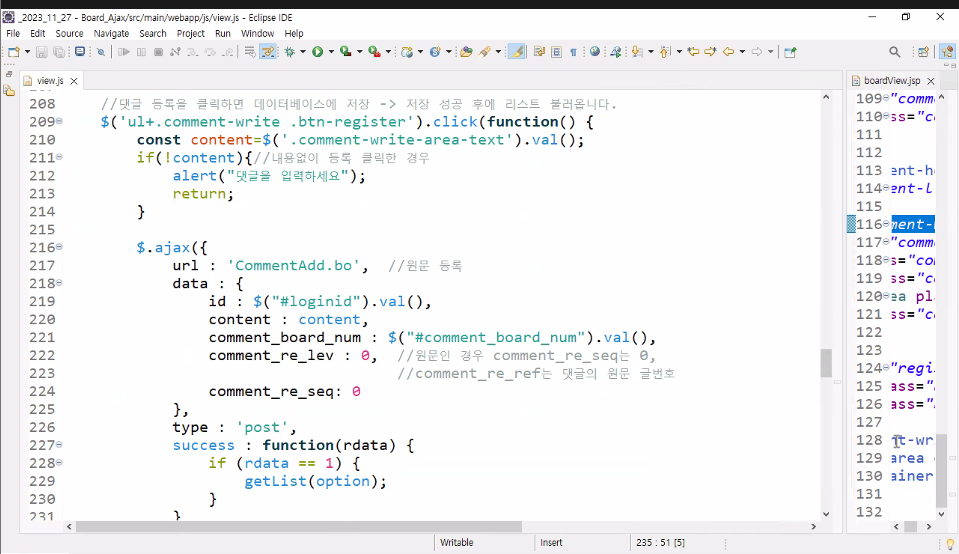 _2023_11_27 - Board_Ajax/src/main/webapp/js/view.js - Eclipse IDE
File Edit Source Navigate Search Project Run Window Help
view.js
208 //댓글 등록을 클릭하면 데이터베이스에 저장 -> 저장 성공 후에 리스트 불러옵니다.
209 $('ul+.comment-write .btn-register').click(function() {
210 const content=$('.comment-write-area-text').val();
211 if(!content){//내용없이 등록 클릭한 경우
212 alert("댓글을 입력하세요");
213 return;
214 }
215
216 $.ajax({
217 url : 'CommentAdd.bo', //원문 등록
218 data : {
219 id : $("#loginid").val(),
220 content : content,
221 comment_board_num : $("#comment_board_num").val(),
222 comment_re_lev : 0, //원문인 경우 comment_re_seq는 0,
223 //comment_re_ref는 댓글의 원문 글번호
224 comment_re_seq: 0
225 },
226 type : 'post',
227 success : function(rdata) {
228 if (rdata == 1) {
229 getList(option);
230 }
231 }
boardView.jsp
109 "comme
110 ss="c
111
112
113 ent-h
114 ent-l
115
116 ment-
117 "comm
118 s="co
119 ss="c
120 ea pl
121 ss="c
122
123
124 "regi
125 ass="
126 ass="
127
128 t-wr
129 area
130 ainer
131
132
Writable Insert 235 : 51 [5]